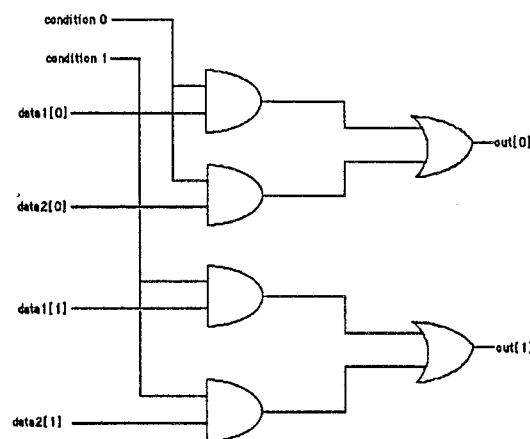 condition 0
condition 1
data1[0]
out[0]
data2[0]
data1[1]
out[1]
data2[1]